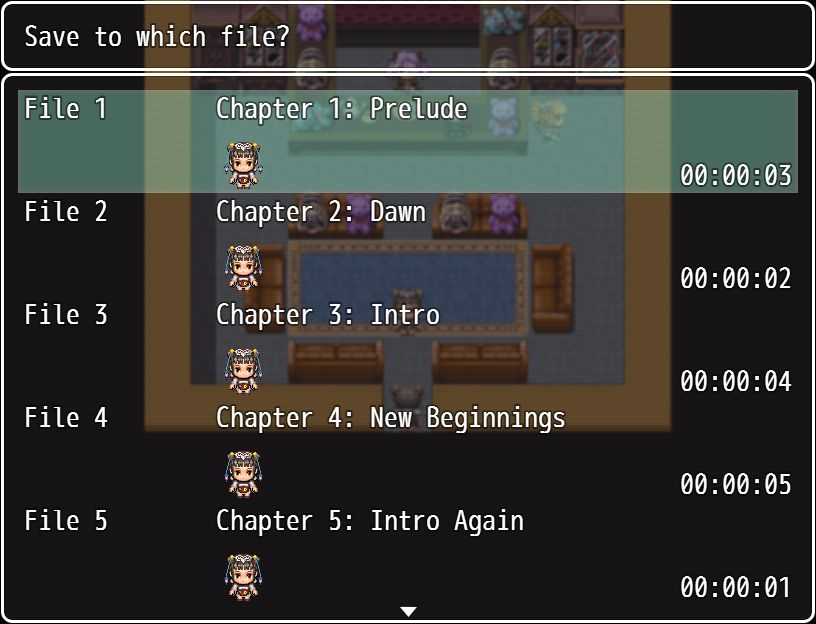 Save to which file?
File 1 Chapter 1: Prelude
00:00:03
File 2 Chapter 2: Dawn
00:00:02
File 3 Chapter 3: Intro
00:00:04
File 4 Chapter 4: New Beginnings
00:00:05
File 5 Chapter 5: Intro Again
00:00:01